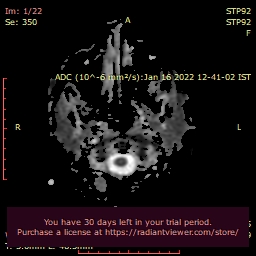 Im: 1/22
Se: 350
A
STP92
STP92
F
ADC (10^-6 mm²/s):Jan 16 2022 12-41-02 IST
R
L
You have 30 days left in your trial period.
Purchase a license at https://radiantviewer.com/store/